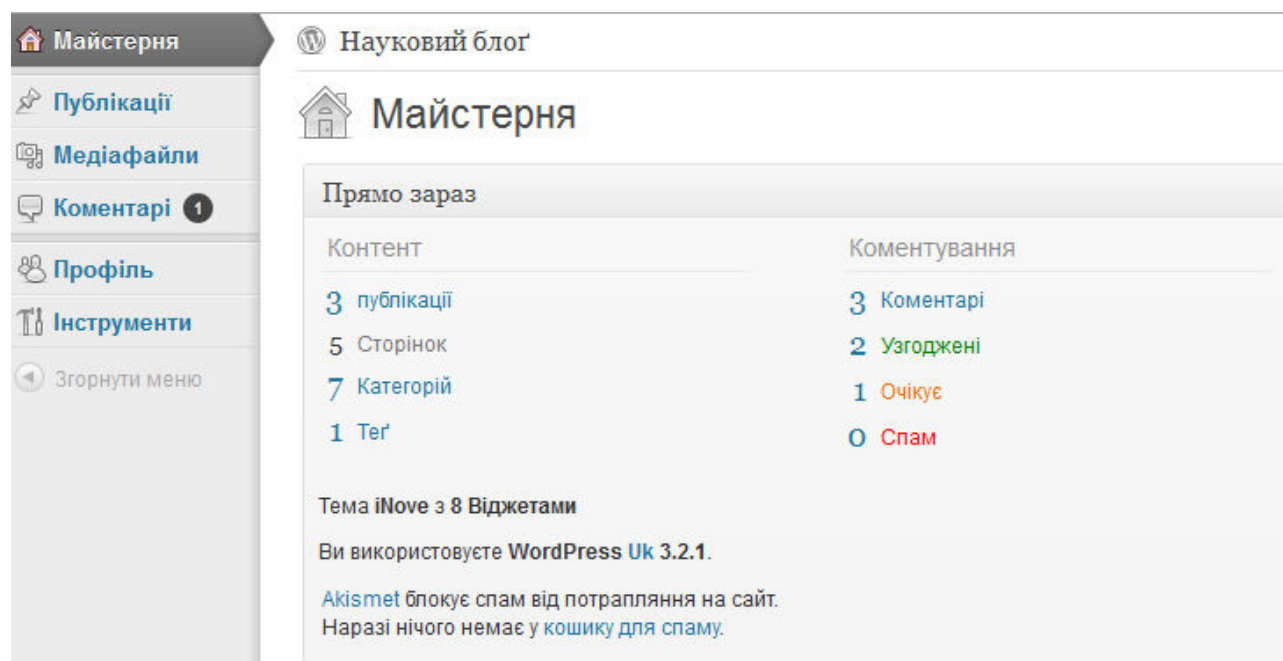 Майстерня
Публікації
Медіафайли
Коментарі 1
Профіль
Інструменти
Згорнути меню
Науковий блоґ
Майстерня
Прямо зараз
Контент
3 публікації
5 Сторінок
7 Категорій
1 Теґ
Коментування
3 Коментарі
2 Узгоджені
1 Очікує
0 Спам
Тема iNove з 8 Віджетами
Ви використовуєте WordPress Uk 3.2.1.
Akismet блокує спам від потрапляння на сайт.
Наразі нічого немає у кошику для спаму.